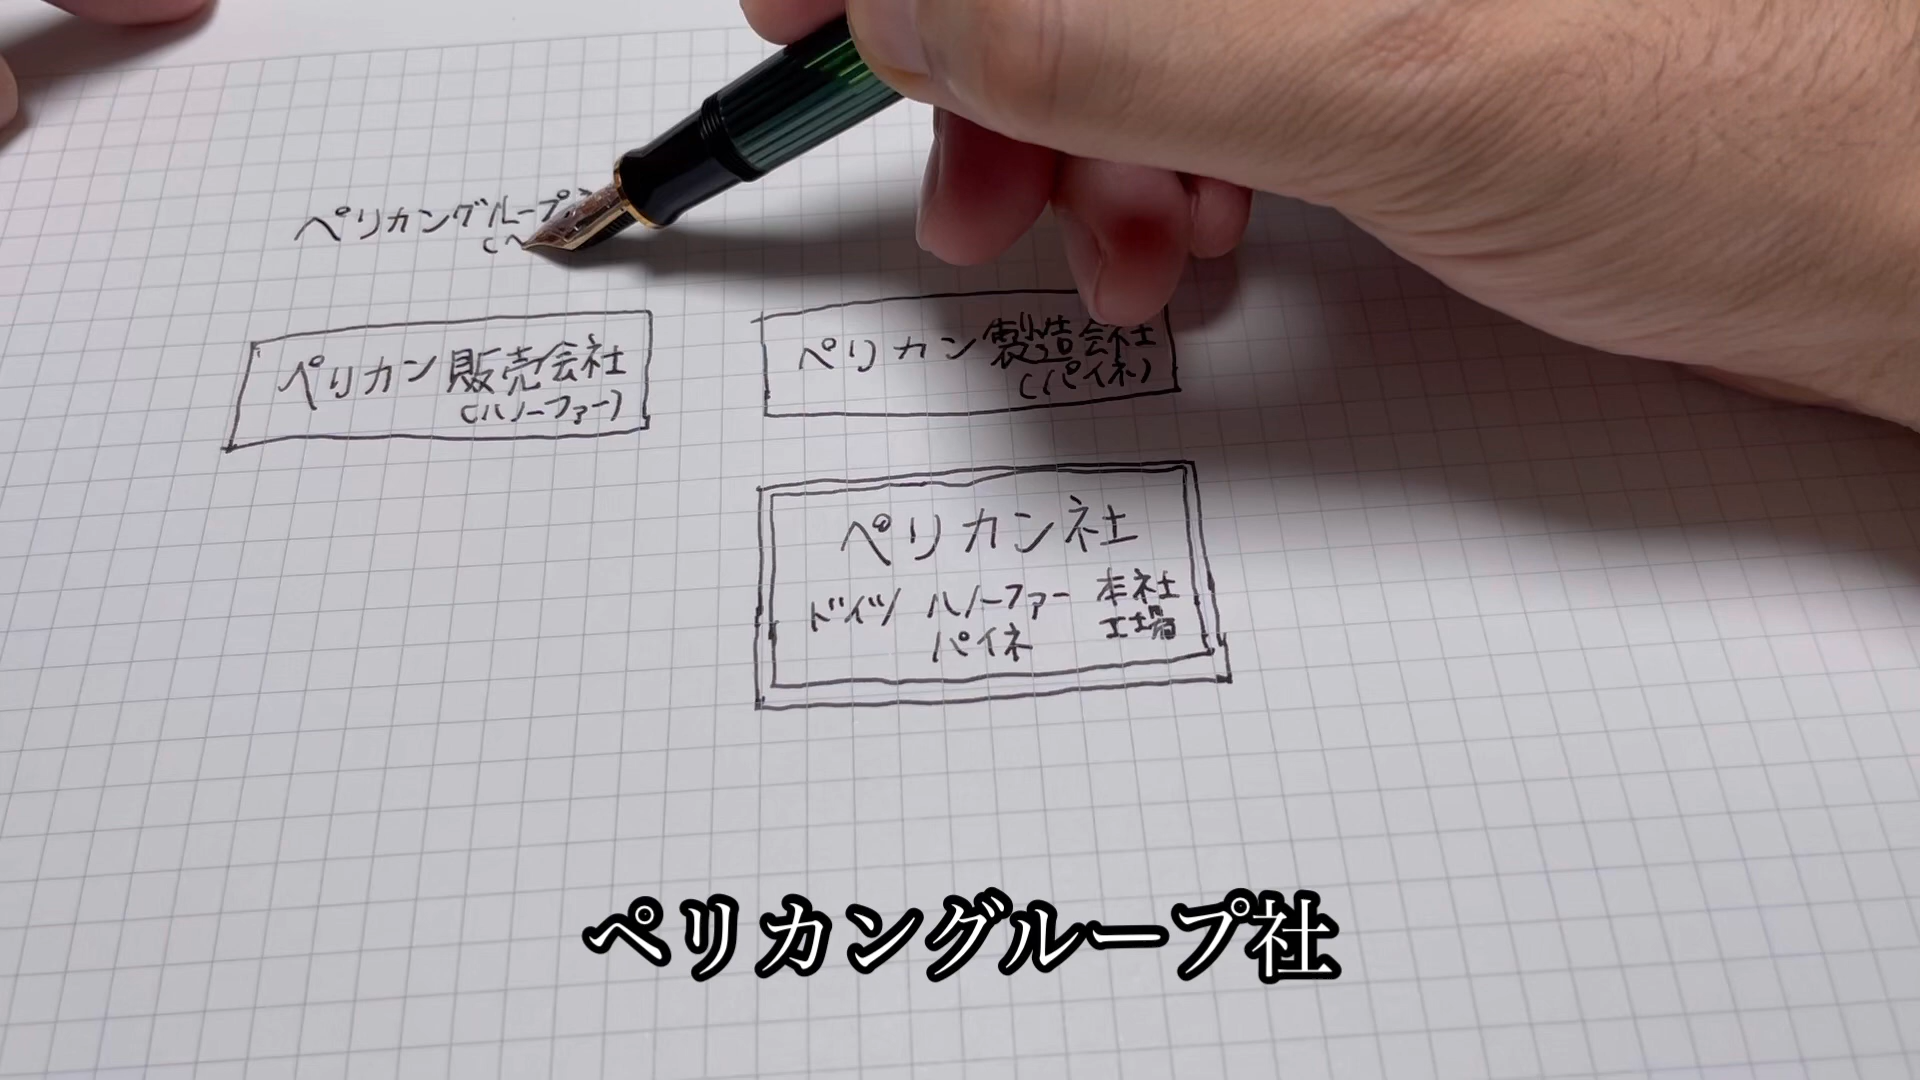 ペリカングループ
(
ペリカン販売会社
(ハノーファー)
ペリカン製造会社
(パイネ)
ペリカン社
ドイツ ハノーファー 本社
パイネ 工場
ペリカングループ社